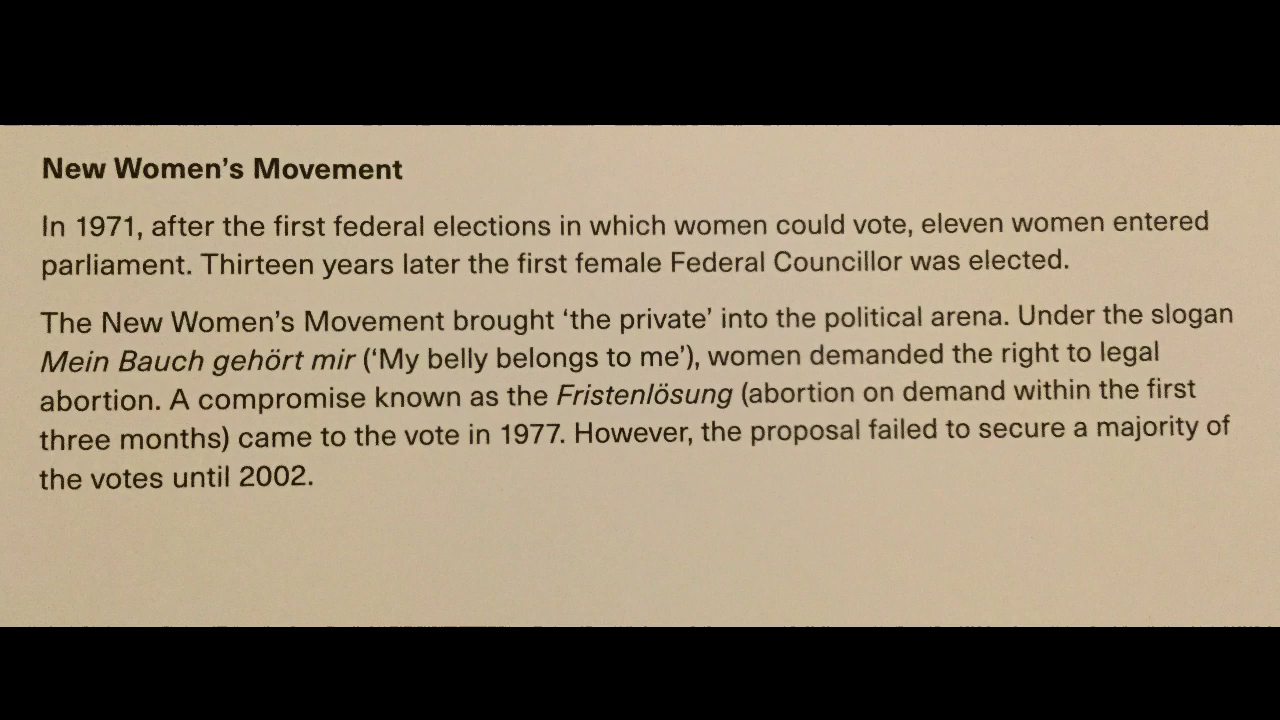 New Women’s Movement
In 1971, after the first federal elections in which women could vote, eleven women entered
parliament. Thirteen years later the first female Federal Councillor was elected.
The New Women’s Movement brought ‘the private’ into the political arena. Under the slogan
Mein Bauch gehört mir (‘My belly belongs to me’), women demanded the right to legal
abortion. A compromise known as the Fristenlösung (abortion on demand within the first
three months) came to the vote in 1977. However, the proposal failed to secure a majority of
the votes until 2002.